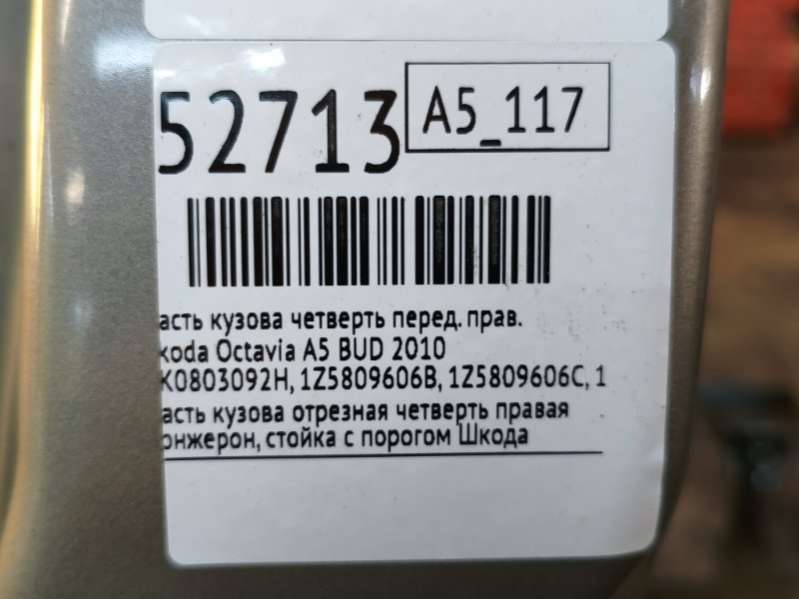 52713
A5_117
асть кузова четверть перед. прав.
koda Octavia A5 BUD 2010
K0803092H, 1Z5809606B, 1Z5809606C, 1
асть кузова отрезная четверть правая
онжерон, стойка с порогом Шкода